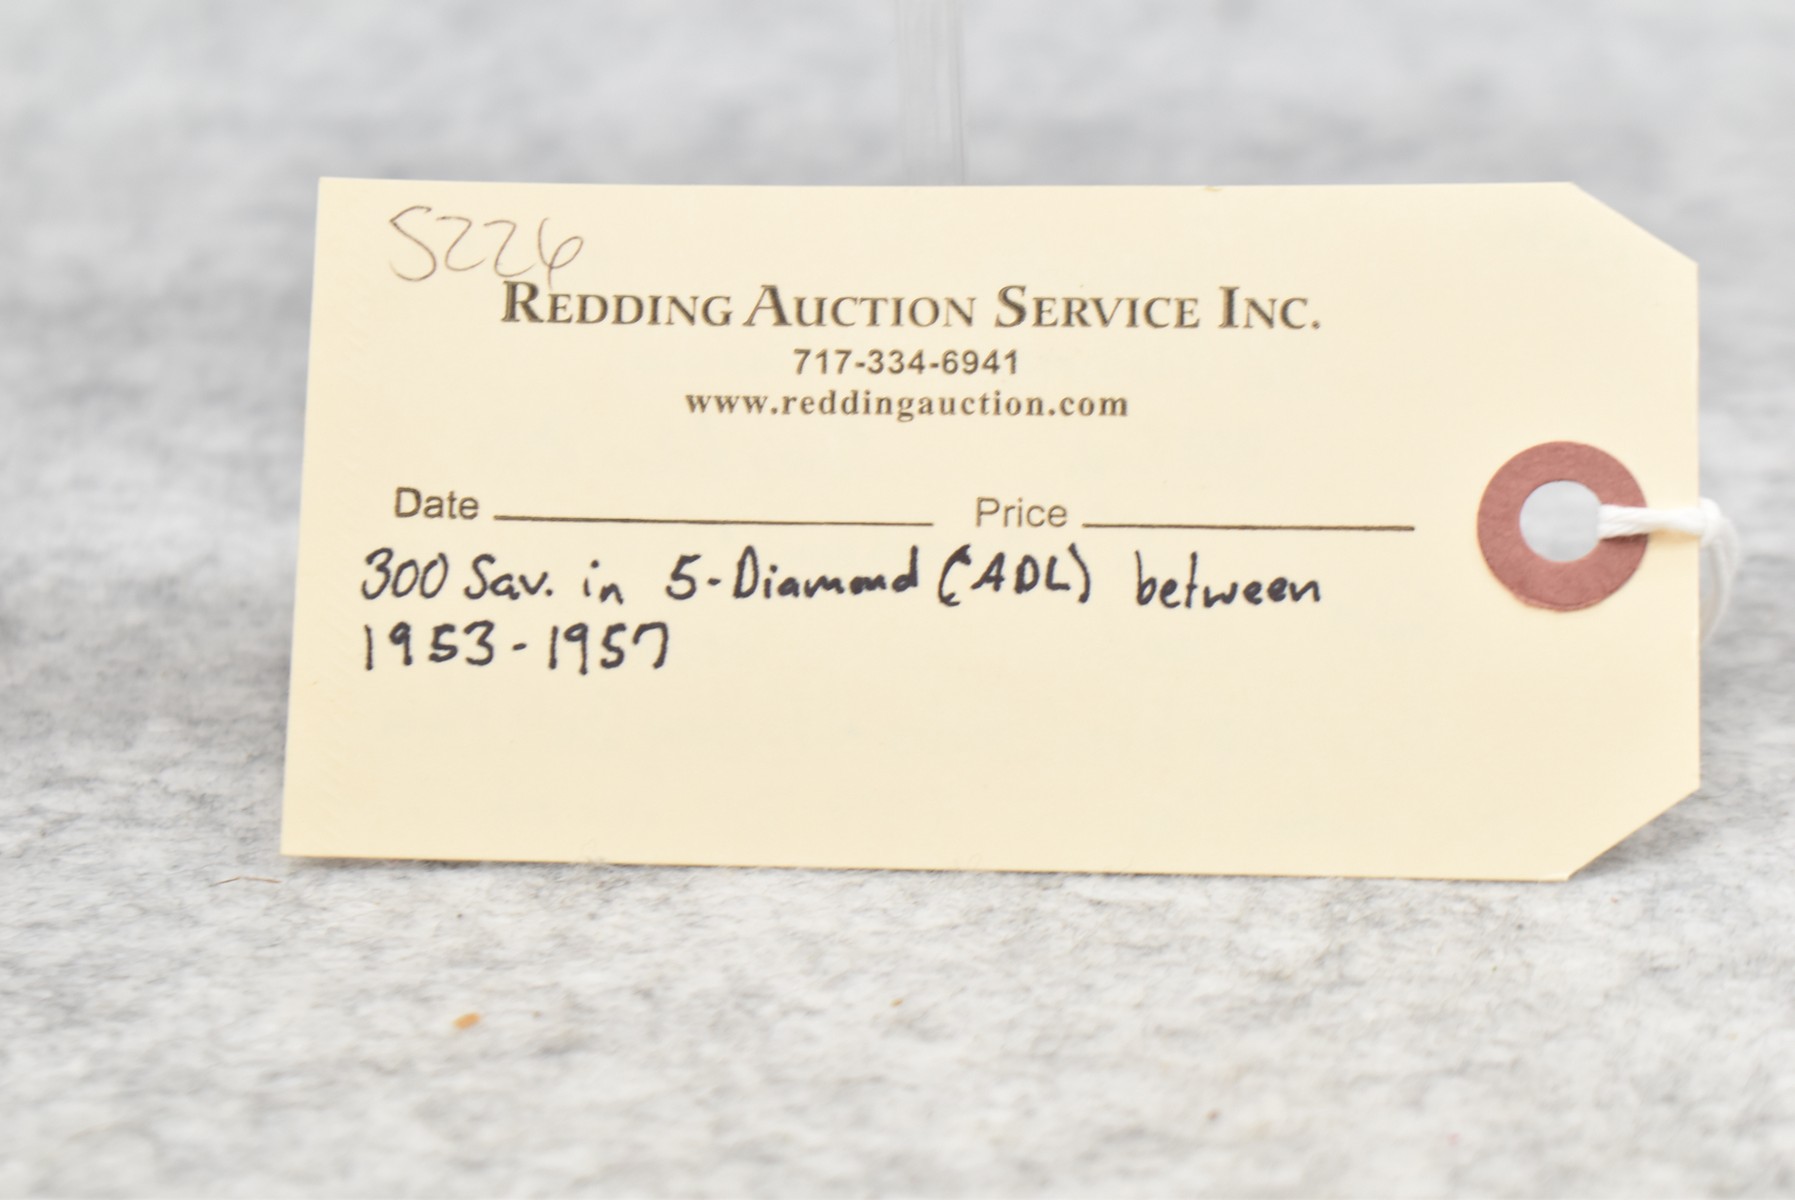 5226
REDDING AUCTION SERVICE INC.
717-334-6941
www.reddingauction.com
Date Price
300 Sav. in 5-Diamond (ADL) between
1953-1957